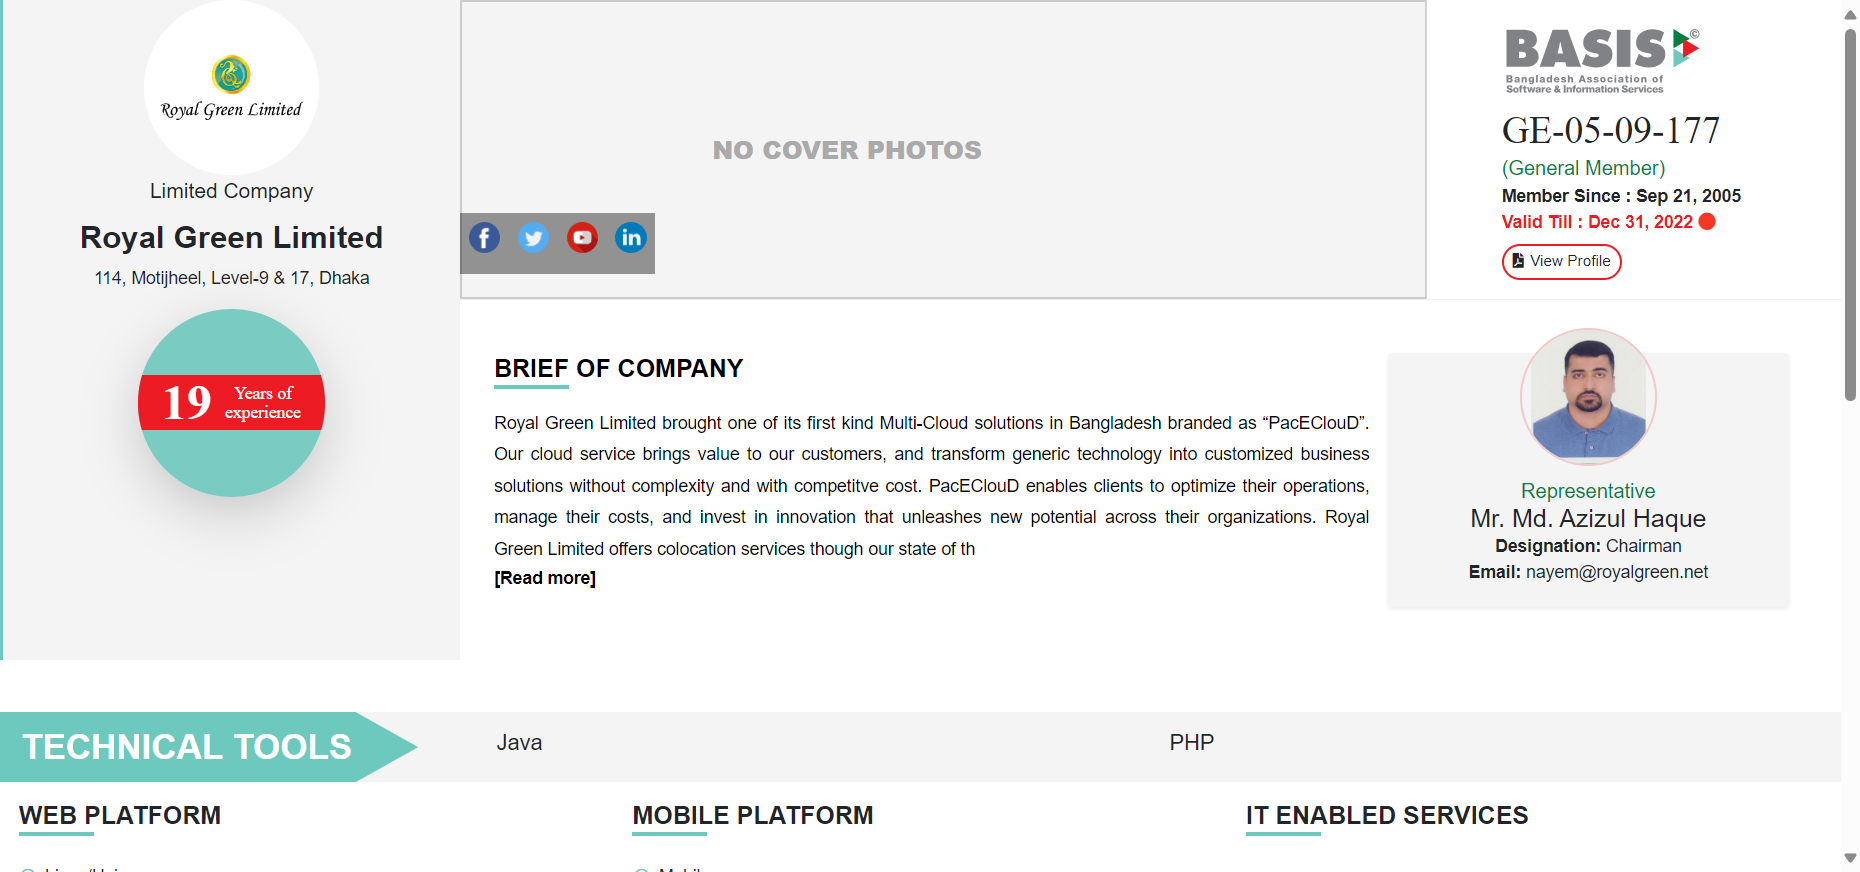 Royal Green Limited
Limited Company
Royal Green Limited
114, Motijheel, Level-9 & 17, Dhaka
19 Years of
experience
NO COVER PHOTOS
BASIS ©
Bangladesh Association of
Software & Information Services
GE-05-09-177
(General Member)
Member Since : Sep 21, 2005
Valid Till : Dec 31, 2022
View Profile
BRIEF OF COMPANY
Royal Green Limited brought one of its first kind Multi-Cloud solutions in Bangladesh branded as “PacEClouD”.
Our cloud service brings value to our customers, and transform generic technology into customized business
solutions without complexity and with competitve cost. PacEClouD enables clients to optimize their operations,
manage their costs, and invest in innovation that unleashes new potential across their organizations. Royal
Green Limited offers colocation services though our state of th
[Read more]
Representative
Mr. Md. Azizul Haque
Designation: Chairman
Email: nayem@royalgreen.net
TECHNICAL TOOLS
Java
PHP
WEB PLATFORM
MOBILE PLATFORM
IT ENABLED SERVICES